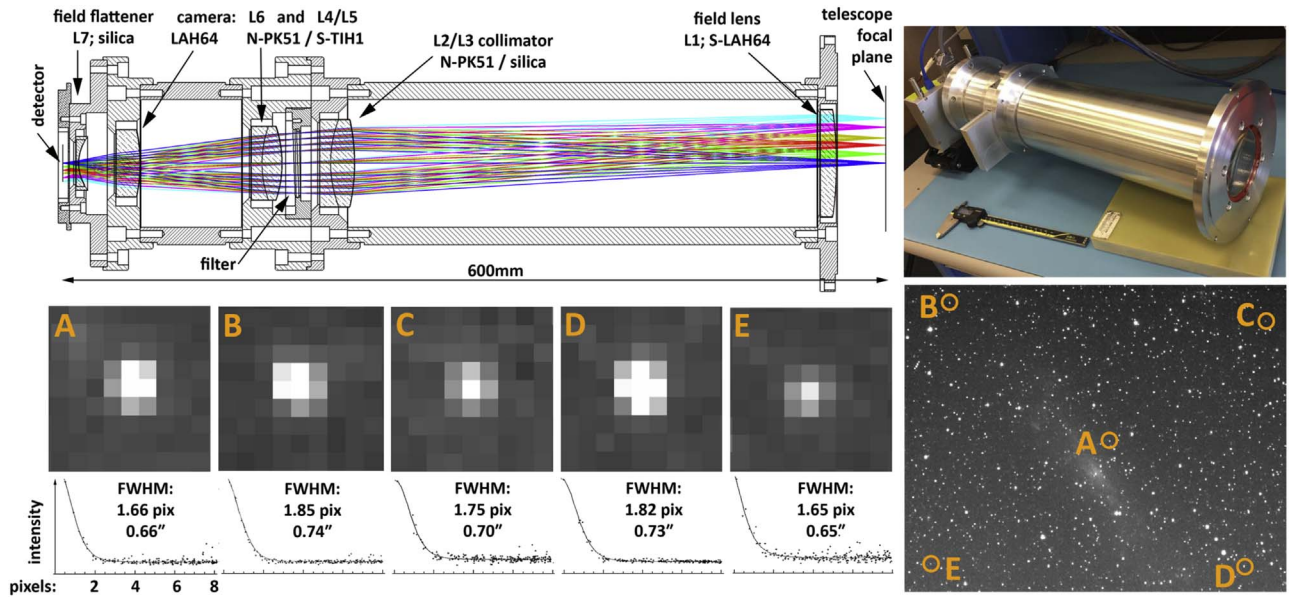 field flattener
L7; silica
camera:
LAH64
L6 and L4/L5
N-PK51 / S-TIH1
L2/L3 collimator
N-PK51 / silica
field lens
L1; S-LAH64
telescope
focal
plane
detector
filter
600mm
A
B
C
D
E
FWHM:
1.66 pix
0.66”
FWHM:
1.85 pix
0.74”
FWHM:
1.75 pix
0.70”
FWHM:
1.82 pix
0.73”
FWHM:
1.65 pix
0.65”
intensity
pixels: 2 4 6 8
B
C
A
E
D